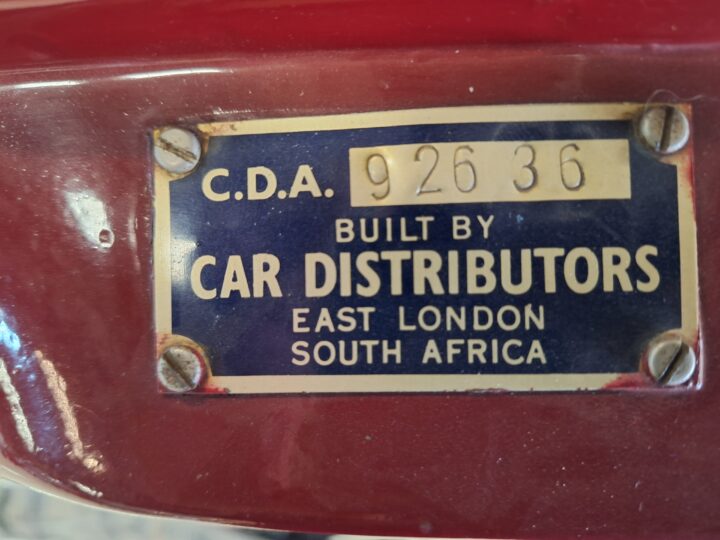 C.D.A. 92636
BUILT BY
CAR DISTRIBUTORS
EAST LONDON
SOUTH AFRICA